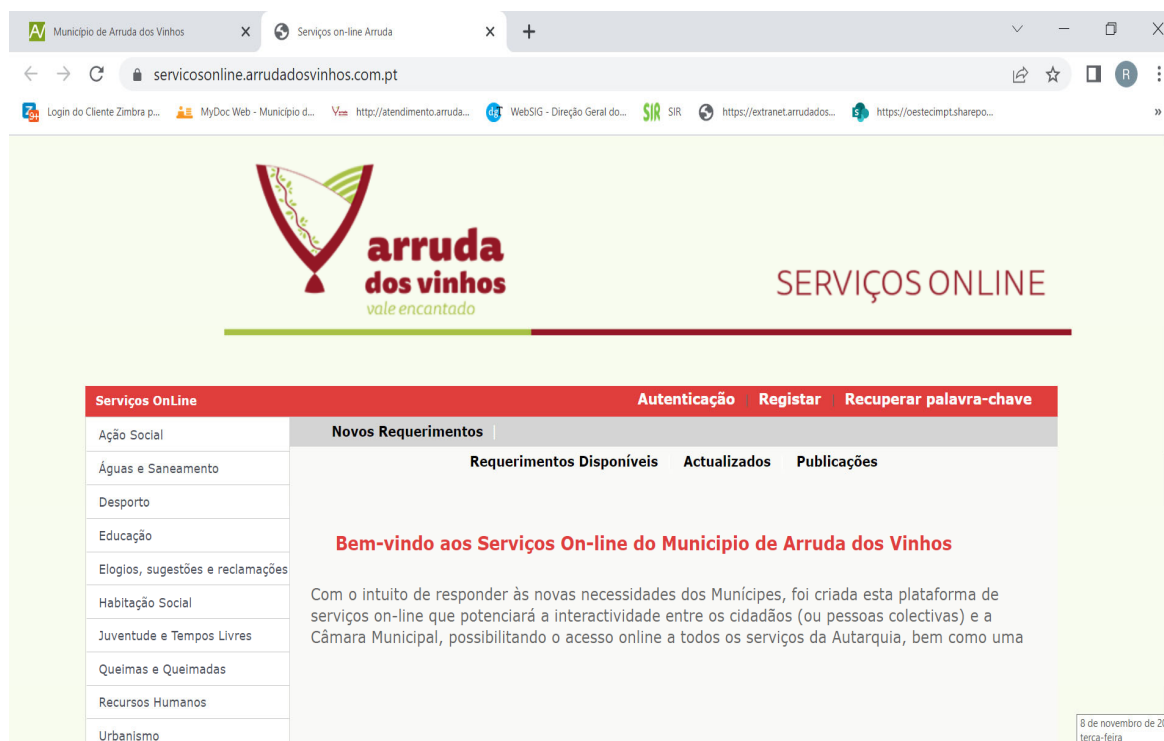 Município de Arruda dos Vinhos
Serviços on-line Arruda
servicosonline.arrudadosvinhos.com.pt
R
Login do Cliente Zimbra p...
MyDoc Web - Município d...
http://atendimento.arruda...
WebSIG - Direção Geral do...
SIR SIR
https://extranet.arrudados...
https://oestecimpt.sharepo...
arruda
dos vinhos
vale encantado
SERVIÇOS ONLINE
Serviços OnLine
Autenticação Registar Recuperar palavra-chave
Ação Social
Águas e Saneamento
Desporto
Educação
Elogios, sugestões e reclamações
Habitação Social
Juventude e Tempos Livres
Queimas e Queimadas
Recursos Humanos
Urbanismo
Novos Requerimentos
Requerimentos Disponíveis Actualizados Publicações
Bem-vindo aos Serviços On-line do Municipio de Arruda dos Vinhos
Com o intuito de responder às novas necessidades dos Munícipes, foi criada esta plataforma de
serviços on-line que potenciará a interactividade entre os cidadãos (ou pessoas colectivas) e a
Câmara Municipal, possibilitando o acesso online a todos os serviços da Autarquia, bem como uma
8 de novembro de
terça-feira